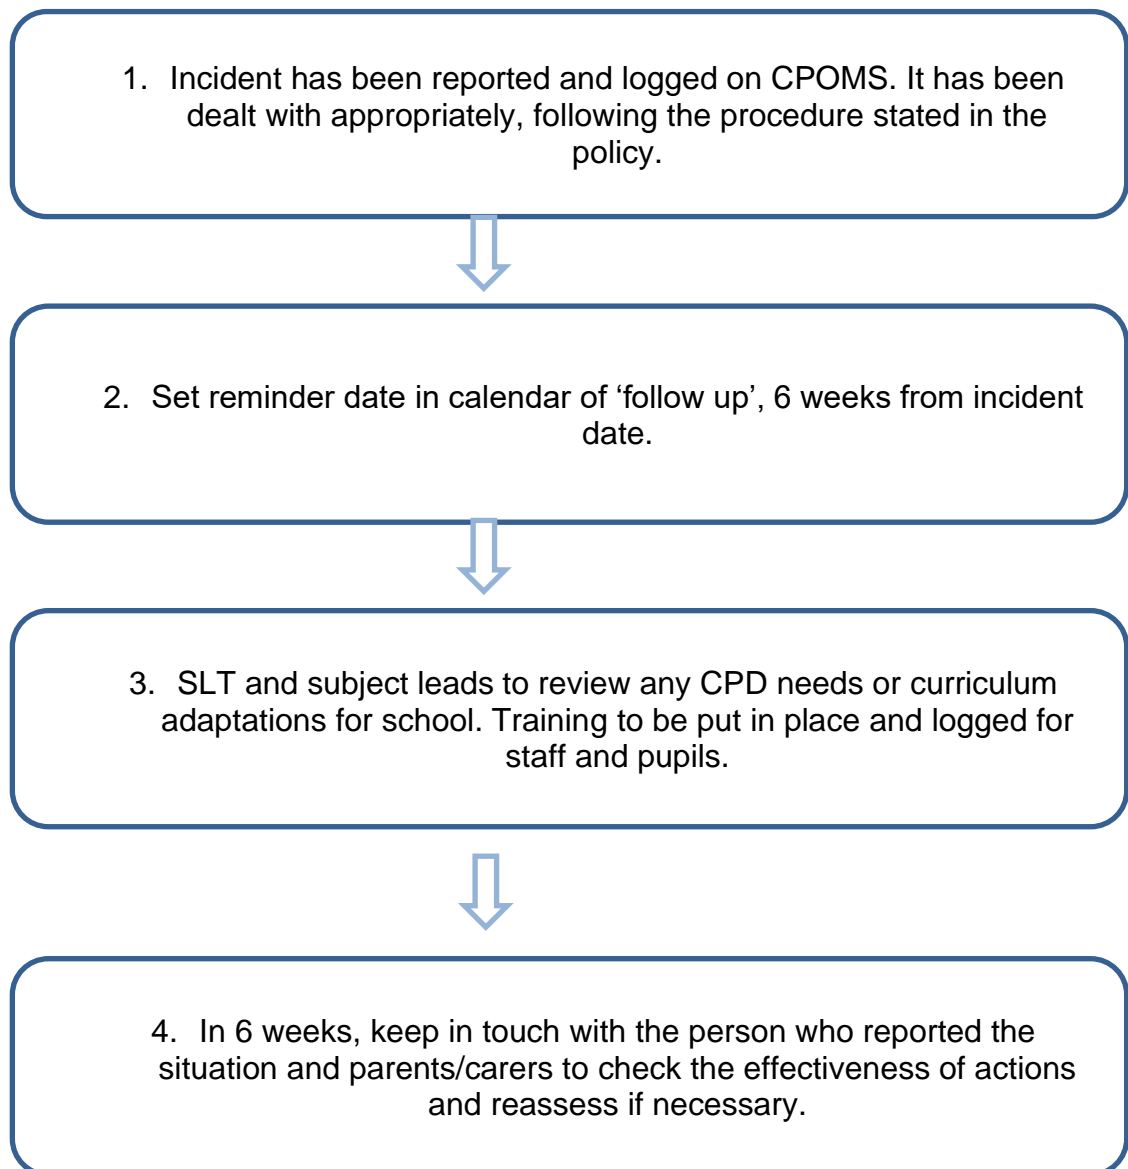 1. Incident has been reported and logged on CPOMS. It has been
dealt with appropriately, following the procedure stated in the
policy.
2. Set reminder date in calendar of ‘follow up’, 6 weeks from incident
date.
3. SLT and subject leads to review any CPD needs or curriculum
adaptations for school. Training to be put in place and logged for
staff and pupils.
4. In 6 weeks, keep in touch with the person who reported the
situation and parents/carers to check the effectiveness of actions
and reassess if necessary.